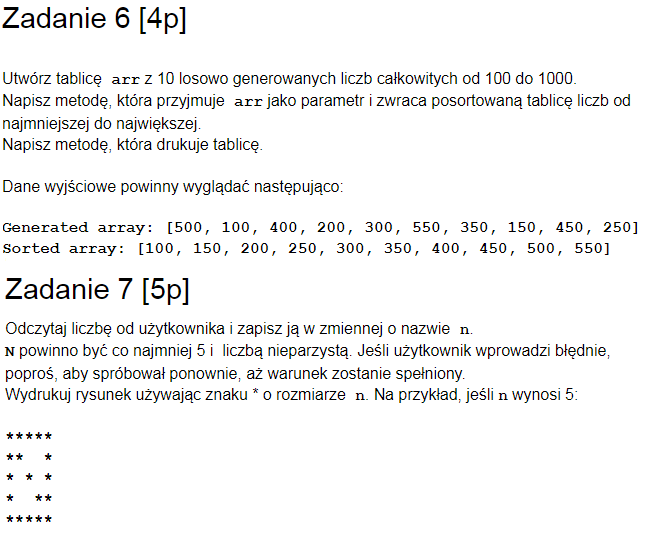 Zadanie 6 [4p]
Utwórz tablicę arr z 10 losowo generowanych liczb całkowitych od 100 do 1000.
Napisz metodę, która przyjmuje arr jako parametr i zwraca posortowaną tablicę liczb od
najmniejszej do największej.
Napisz metodę, która drukuje tablicę.
Dane wyjściowe powinny wyglądać następująco:
Generated array: [500, 100, 400, 200, 300, 550, 350, 150, 450, 250]
Sorted array: [100, 150, 200, 250, 300, 350, 400, 450, 500, 550]
Zadanie 7 [5p]
Odczytaj liczbę od użytkownika i zapisz ją w zmiennej o nazwie n.
N powinno być co najmniej 5 i liczbą nieparzystą. Jeśli użytkownik wprowadzi błędnie,
poproś, aby spróbował ponownie, aż warunek zostanie spełniony.
Wydrukuj rysunek używając znaku * o rozmiarze n. Na przykład, jeśli n wynosi 5:
*****
**  *
* * *
*  **
*****